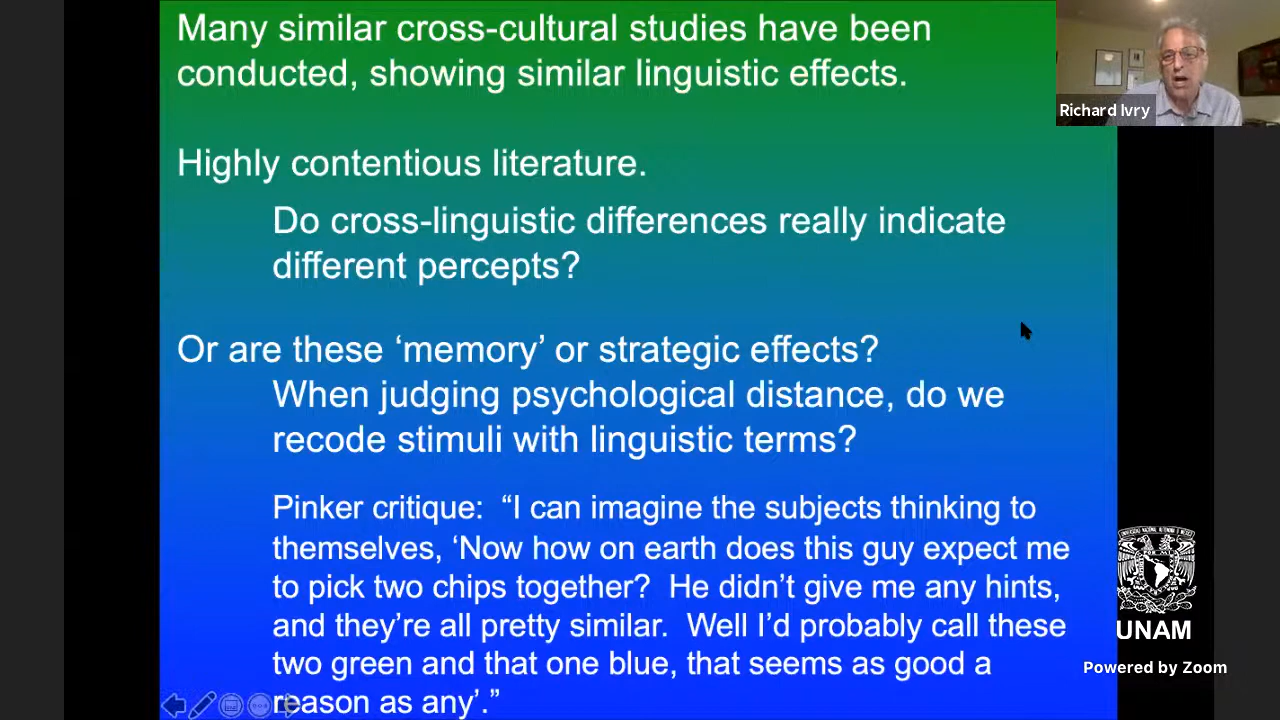 Many similar cross-cultural studies have been
conducted, showing similar linguistic effects.
Highly contentious literature.
Do cross-linguistic differences really indicate
different percepts?
Or are these ‘memory’ or strategic effects?
When judging psychological distance, do we
recode stimuli with linguistic terms?
Pinker critique: “I can imagine the subjects thinking to
themselves, ‘Now how on earth does this guy expect me
to pick two chips together? He didn’t give me any hints,
and they’re all pretty similar. Well I’d probably call these
two green and that one blue, that seems as good a
reason as any’.”
Richard Ivry
UNAM
Powered by Zoom